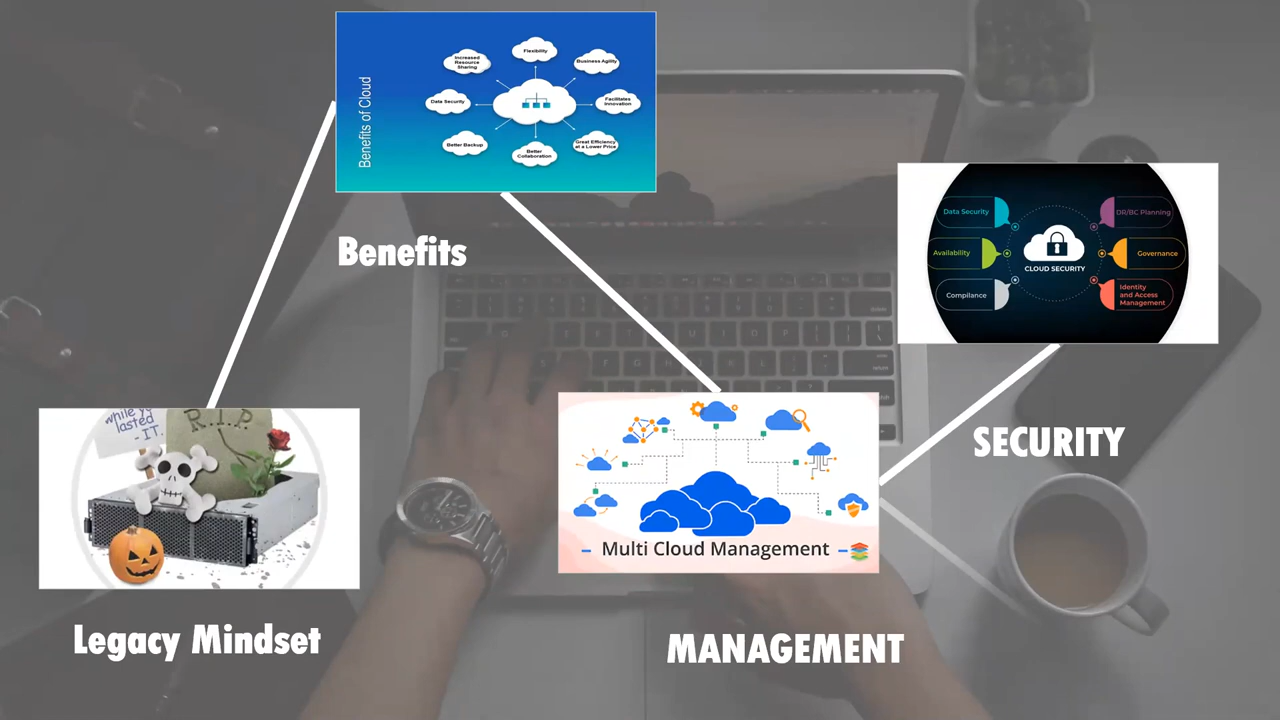 Benefits of Cloud
Flexibility
Increased
Resource
Sharing
Business Agility
Data Security
Facilitates
Innovation
Better Backup
Better
Collaboration
Great Efficiency
at a Lower Price
Benefits
Data Security
DR/BC Planning
Availability
Governance
CLOUD SECURITY
Compliance
Identity
and Access
Management
SECURITY
while
lasted
- IT
R.I.P
Legacy Mindset
Multi Cloud Management
MANAGEMENT